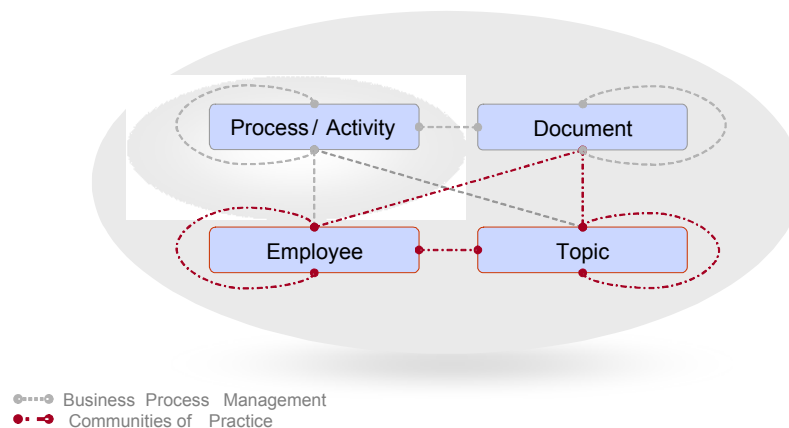 Process / Activity
Document
Employee
Topic
Business Process Management
Communities of Practice